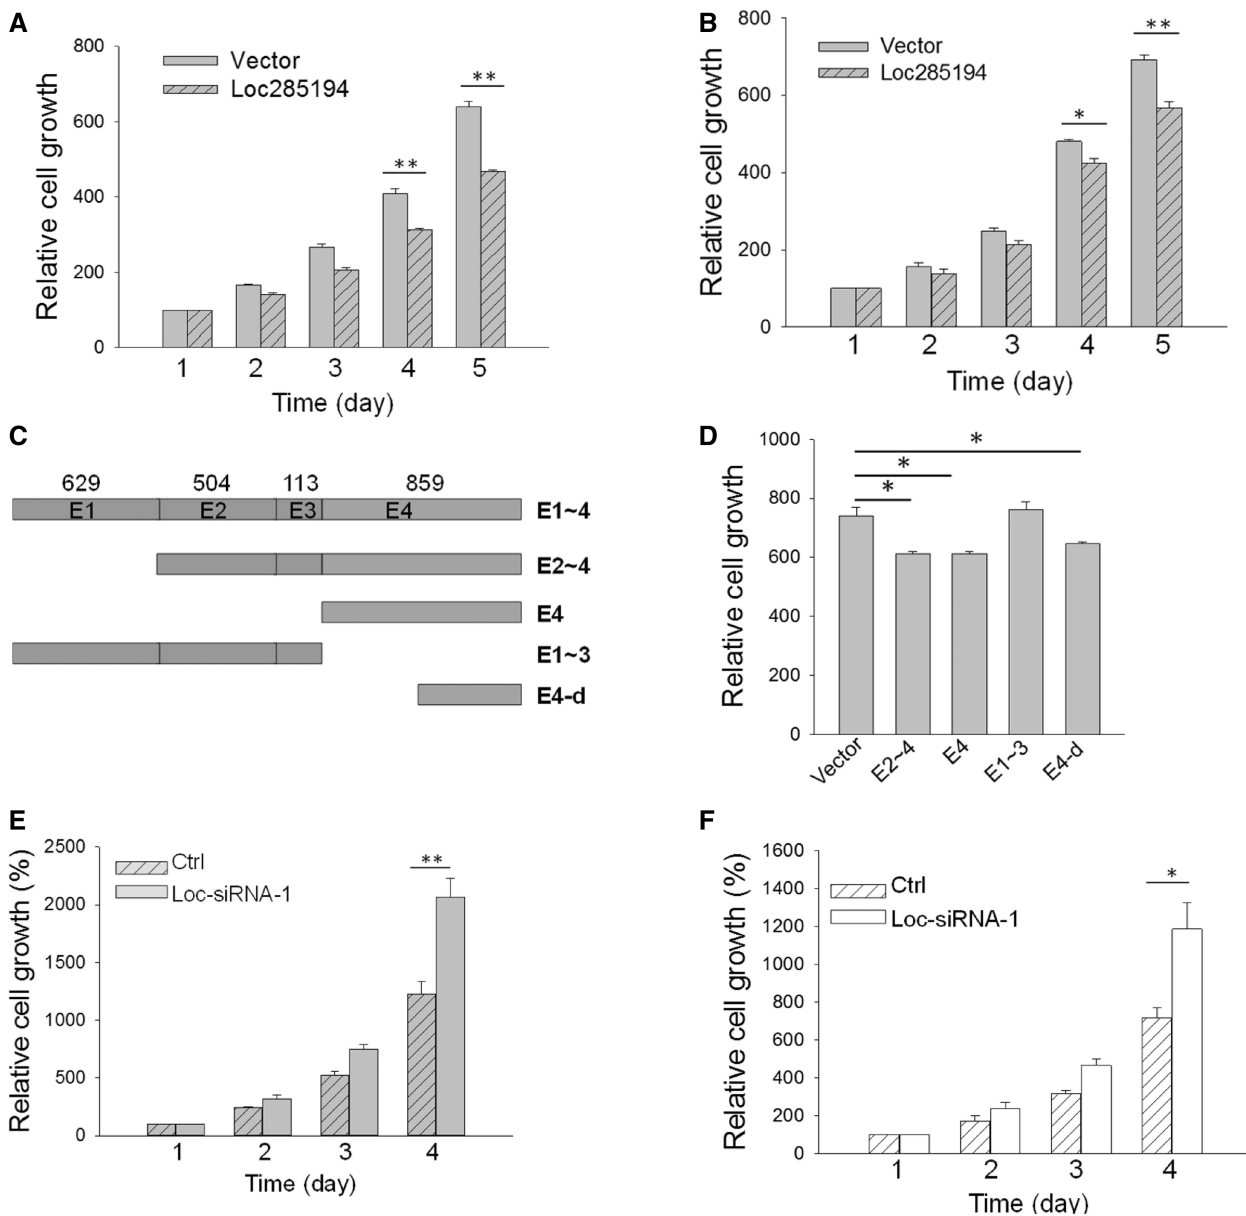 A
Relative cell growth
800
600
400
200
0
Vector
Loc285194
**
**
1 2 3 4 5
Time (day)
B
Relative cell growth
800
600
400
200
0
Vector
Loc285194
*
**
1 2 3 4 5
Time (day)
C
629 504 113 859
E1 E2 E3 E4 E1~4
E2~4
E4
E1~3
E4-d
D
Relative cell growth
1000
800
600
400
200
0
*
*
*
Vector E2~4 E4 E1~3 E4-d
E
Relative cell growth (%)
2500
2000
1500
1000
500
0
Ctrl
Loc-siRNA-1
**
1 2 3 4
Time (day)
F
Relative cell growth (%)
1600
1400
1200
1000
800
600
400
200
0
Ctrl
Loc-siRNA-1
*
1 2 3 4
Time (day)